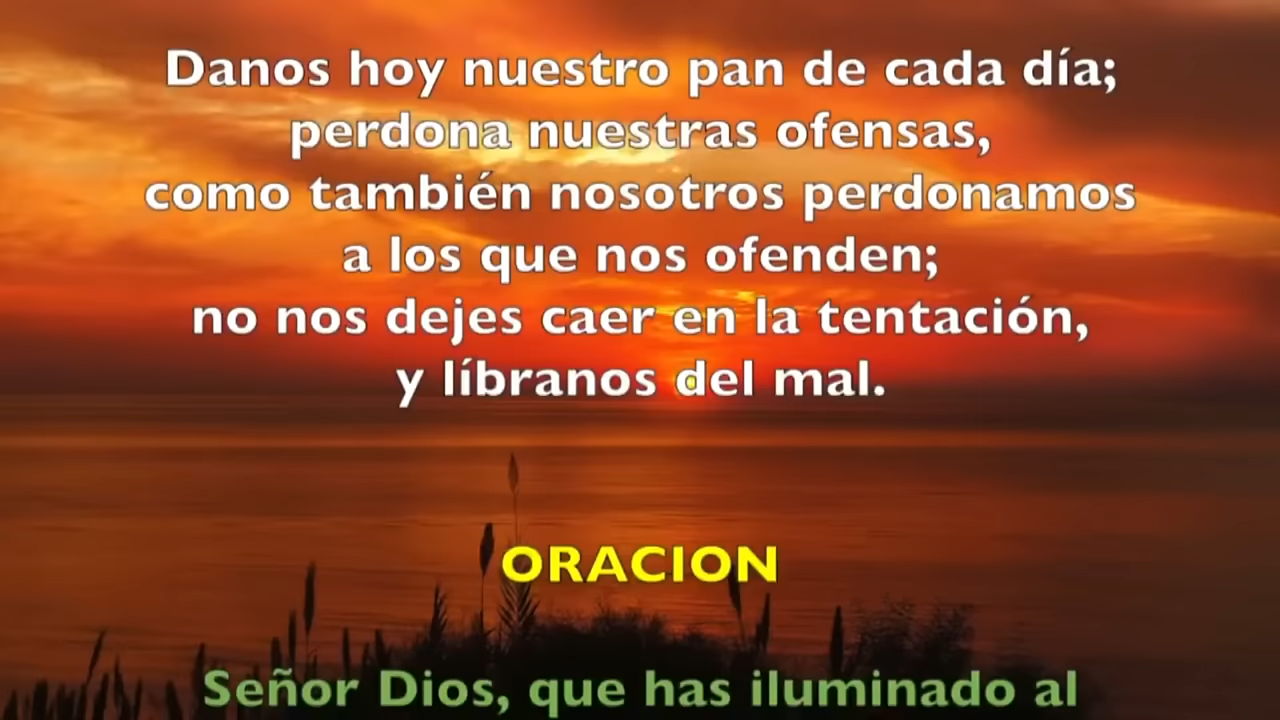 Danos hoy nuestro pan de cada día;
perdona nuestras ofensas,
como también nosotros perdonamos
a los que nos ofenden;
no nos dejes caer en la tentación,
y líbranos del mal.
ORACION
Señor Dios, que has iluminado al